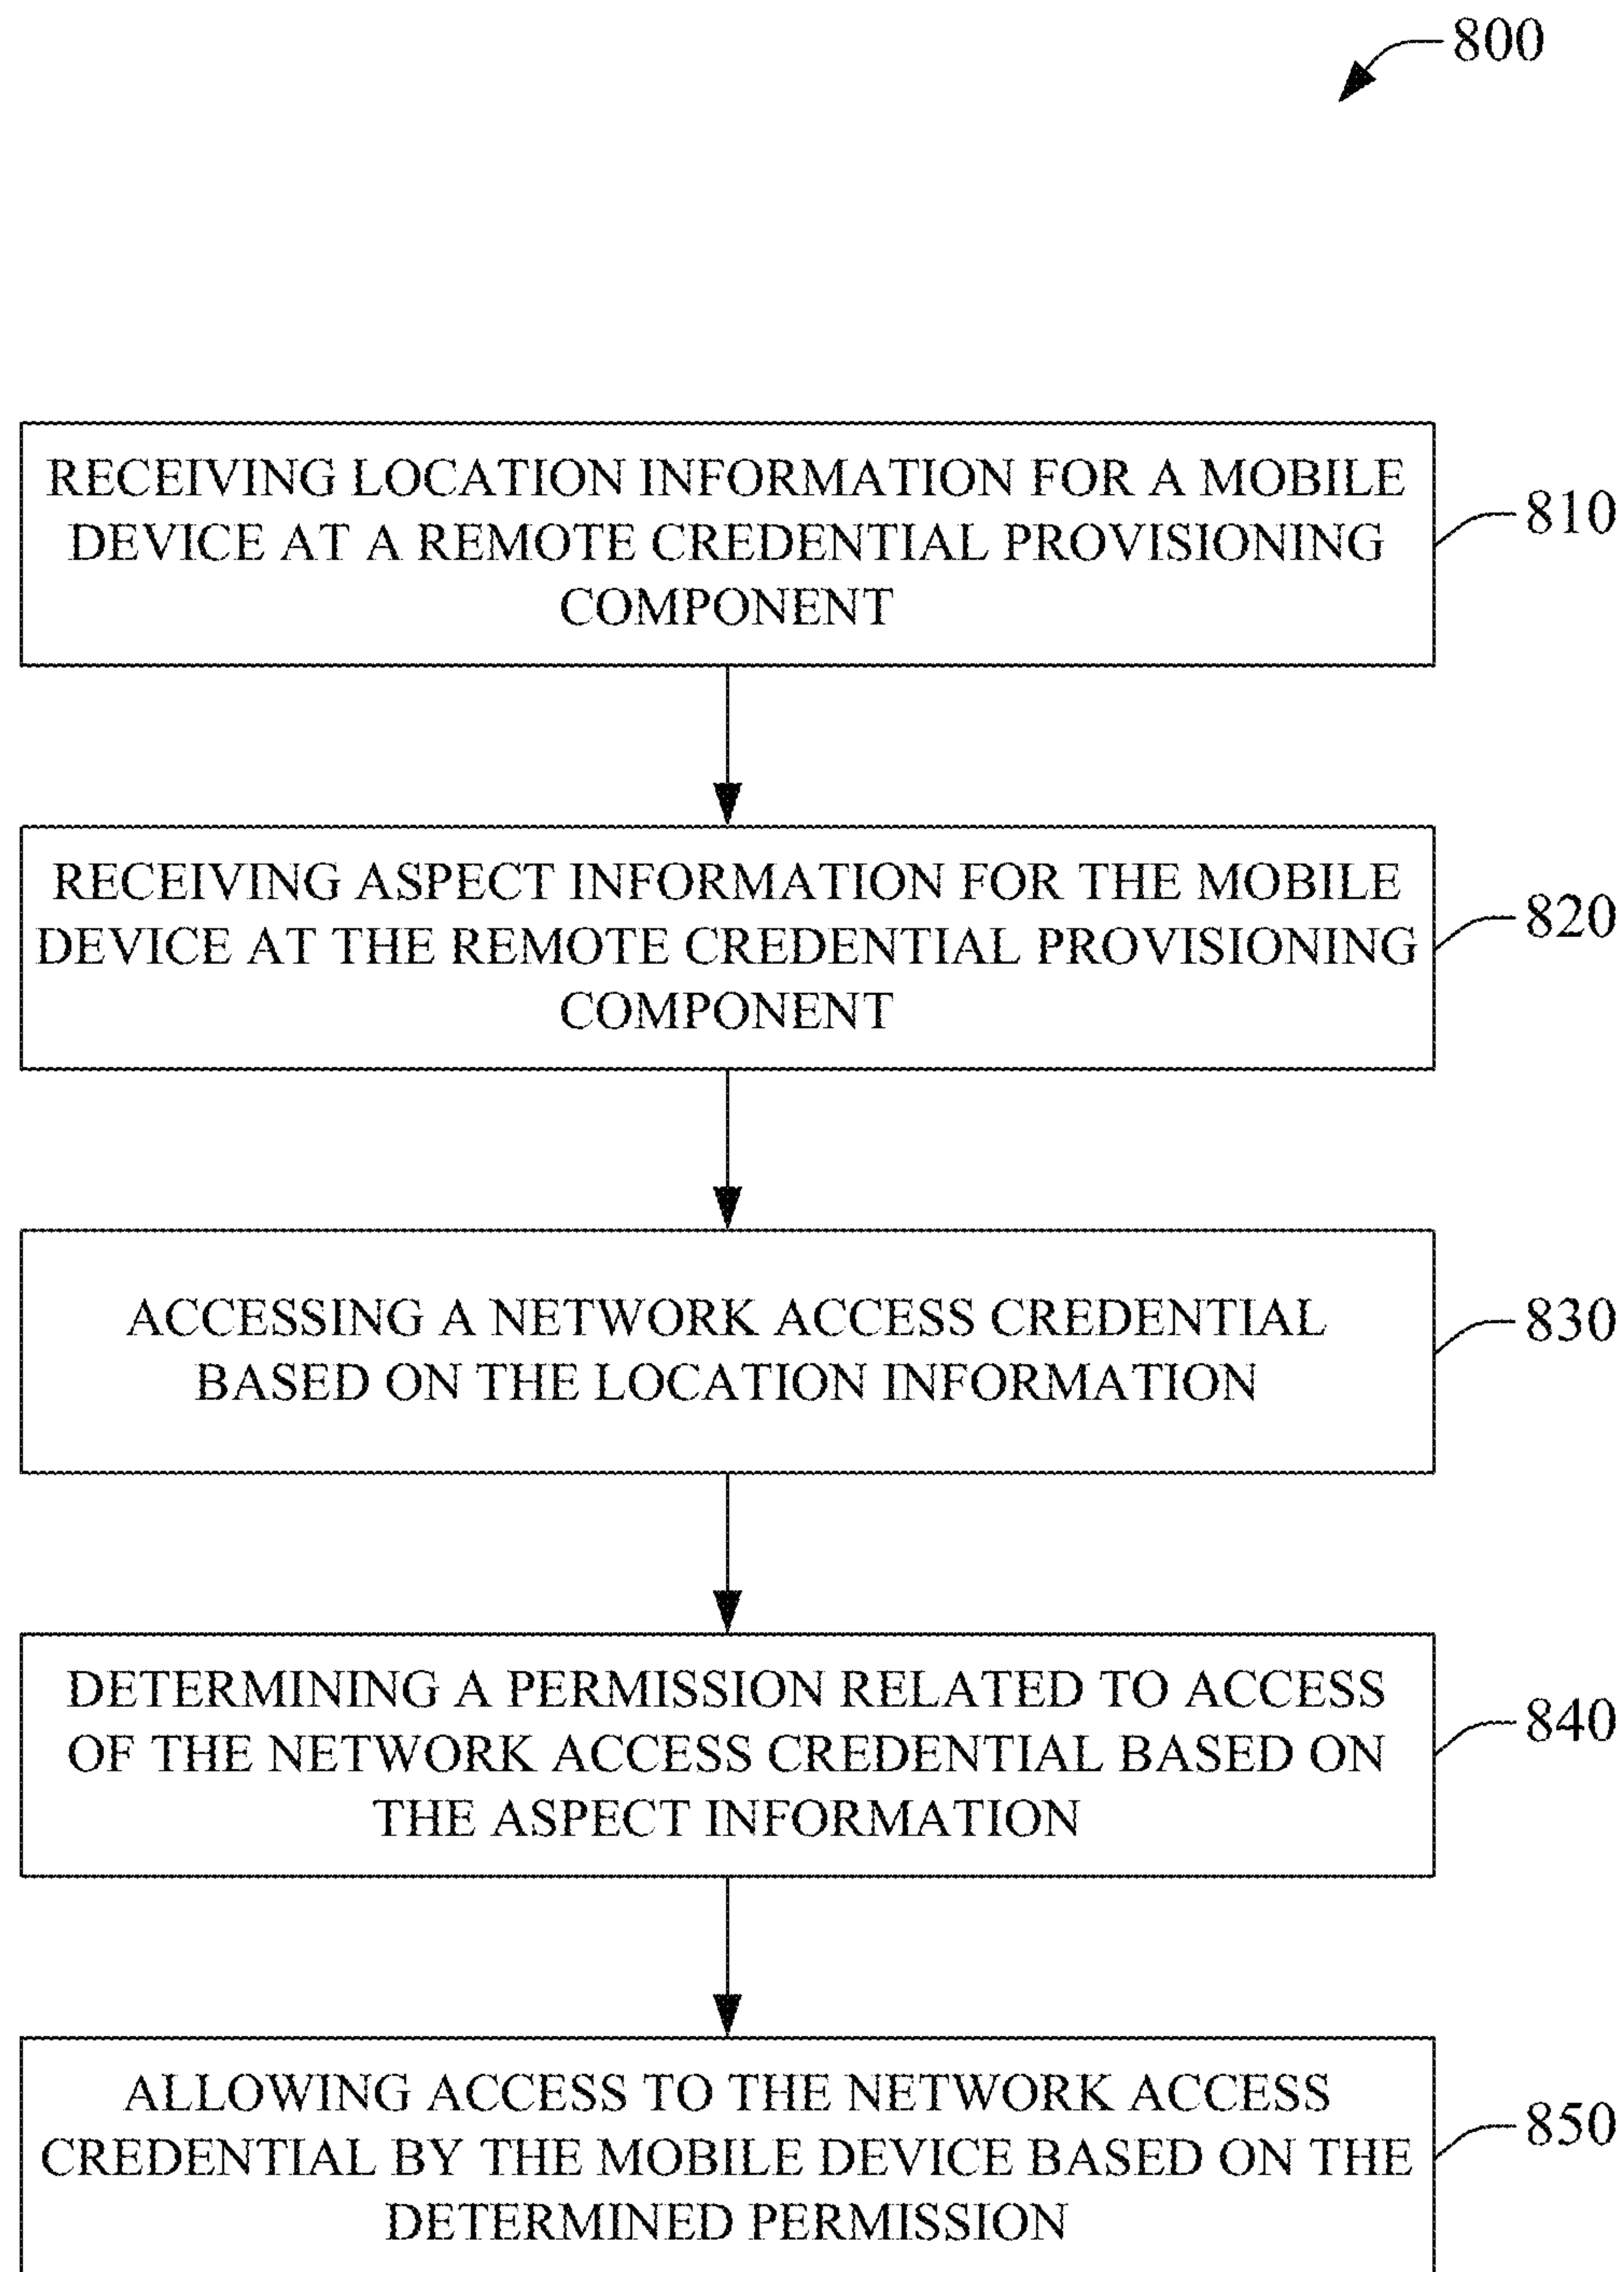 800
RECEIVING LOCATION INFORMATION FOR A MOBILE
DEVICE AT A REMOTE CREDENTIAL PROVISIONING
COMPONENT
810
RECEIVING ASPECT INFORMATION FOR THE MOBILE
DEVICE AT THE REMOTE CREDENTIAL PROVISIONING
COMPONENT
820
ACCESSING A NETWORK ACCESS CREDENTIAL
BASED ON THE LOCATION INFORMATION
830
DETERMINING A PERMISSION RELATED TO ACCESS
OF THE NETWORK ACCESS CREDENTIAL BASED ON
THE ASPECT INFORMATION
840
ALLOWING ACCESS TO THE NETWORK ACCESS
CREDENTIAL BY THE MOBILE DEVICE BASED ON THE
DETERMINED PERMISSION
850